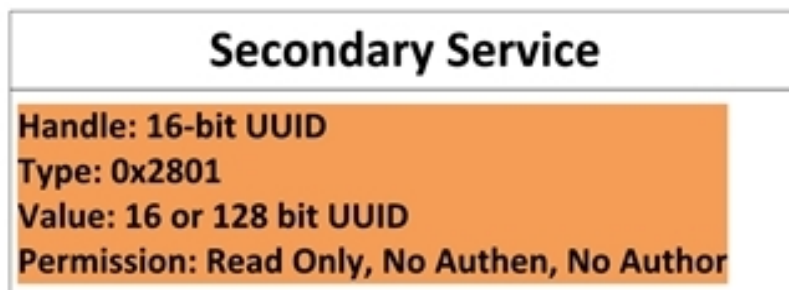 Secondary Service
Handle: 16-bit UUID
Type: 0x2801
Value: 16 or 128 bit UUID
Permission: Read Only, No Authen, No Author